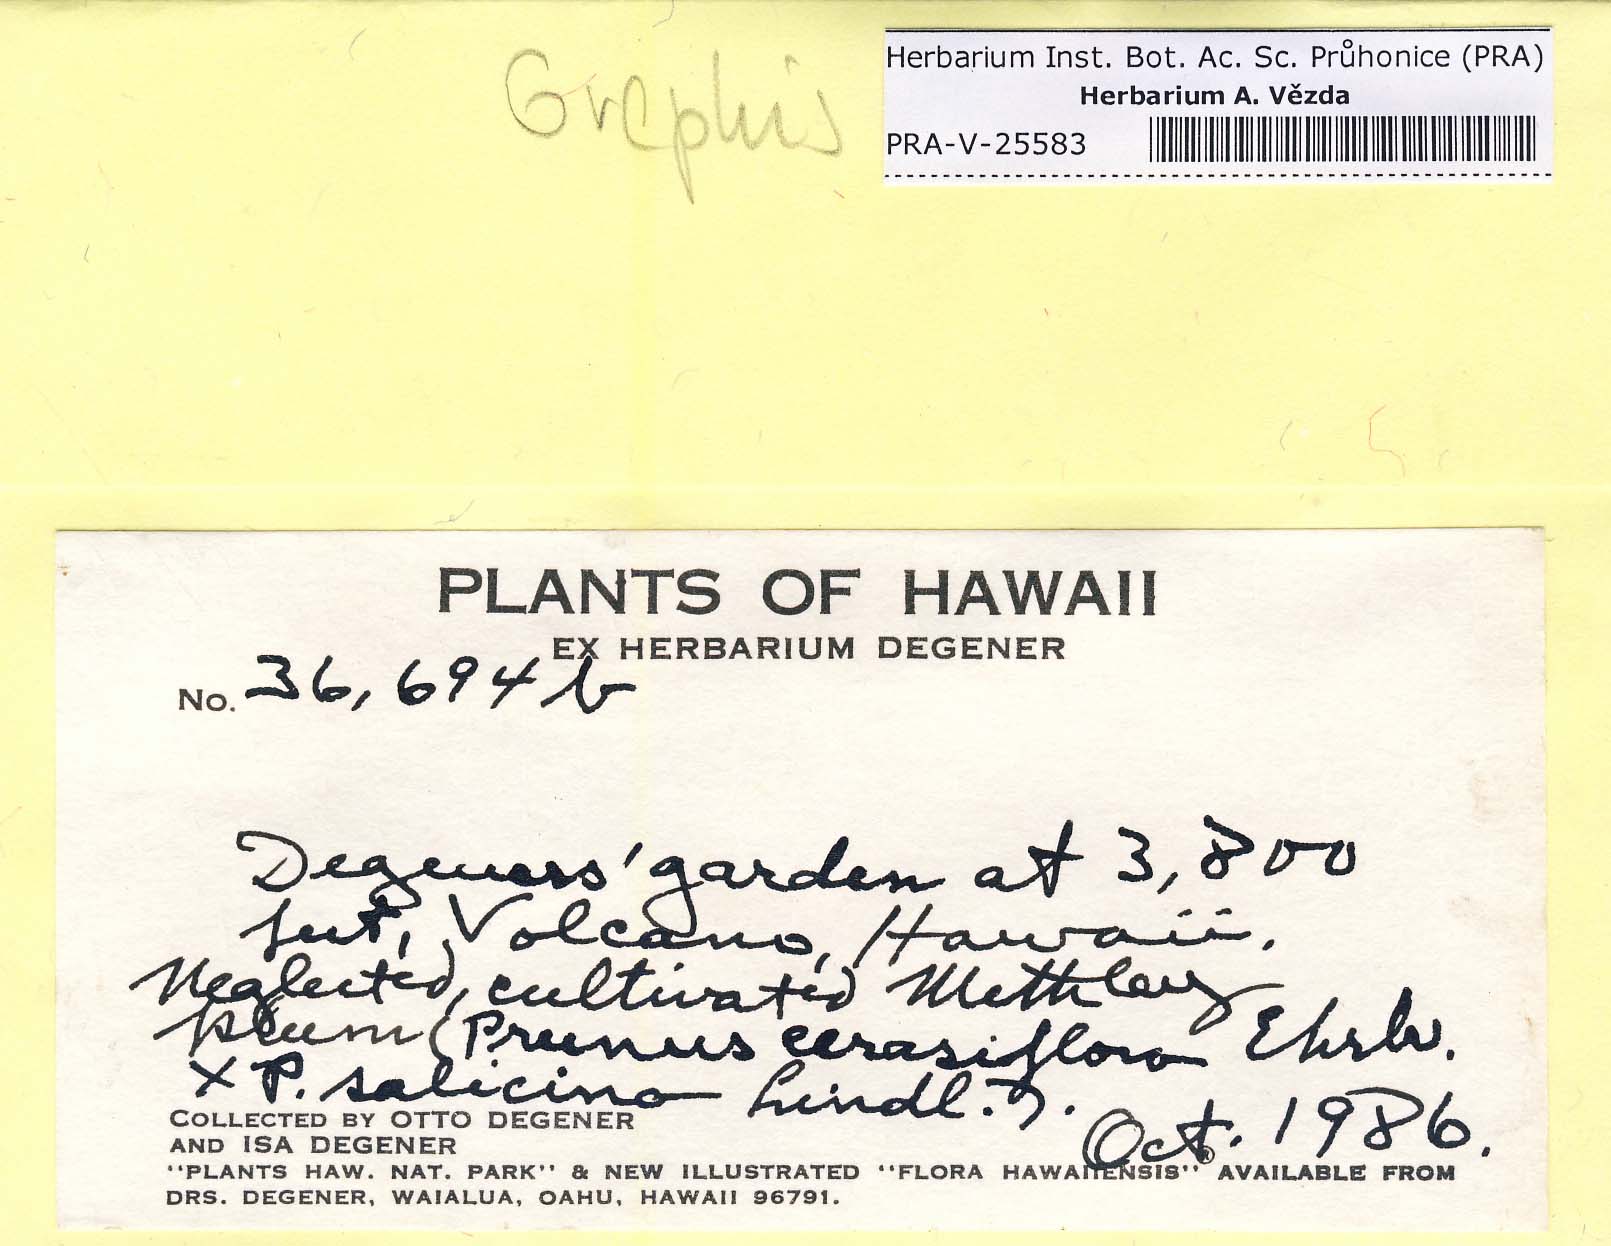 Graphis
Herbarium Inst. Bot. Ac. Sc. Průhonice (PRA)
Herbarium A. Vězda
PRA-V-25583
PLANTS OF HAWAII
EX HERBARIUM DEGENER
No. 36,694 b
Degeners' garden at 3,800
feet, Volcano, Hawaii.
Neglected, cultivated Methley
plum (Prunus cerasiflora Ehrh.
x P. salicina Lindl.?).
COLLECTED BY OTTO DEGENER
AND ISA DEGENER
Oct. 1986.
"PLANTS HAW. NAT. PARK" & NEW ILLUSTRATED "FLORA HAWAIIENSIS" AVAILABLE FROM
DRS. DEGENER, WAIALUA, OAHU, HAWAII 96791.